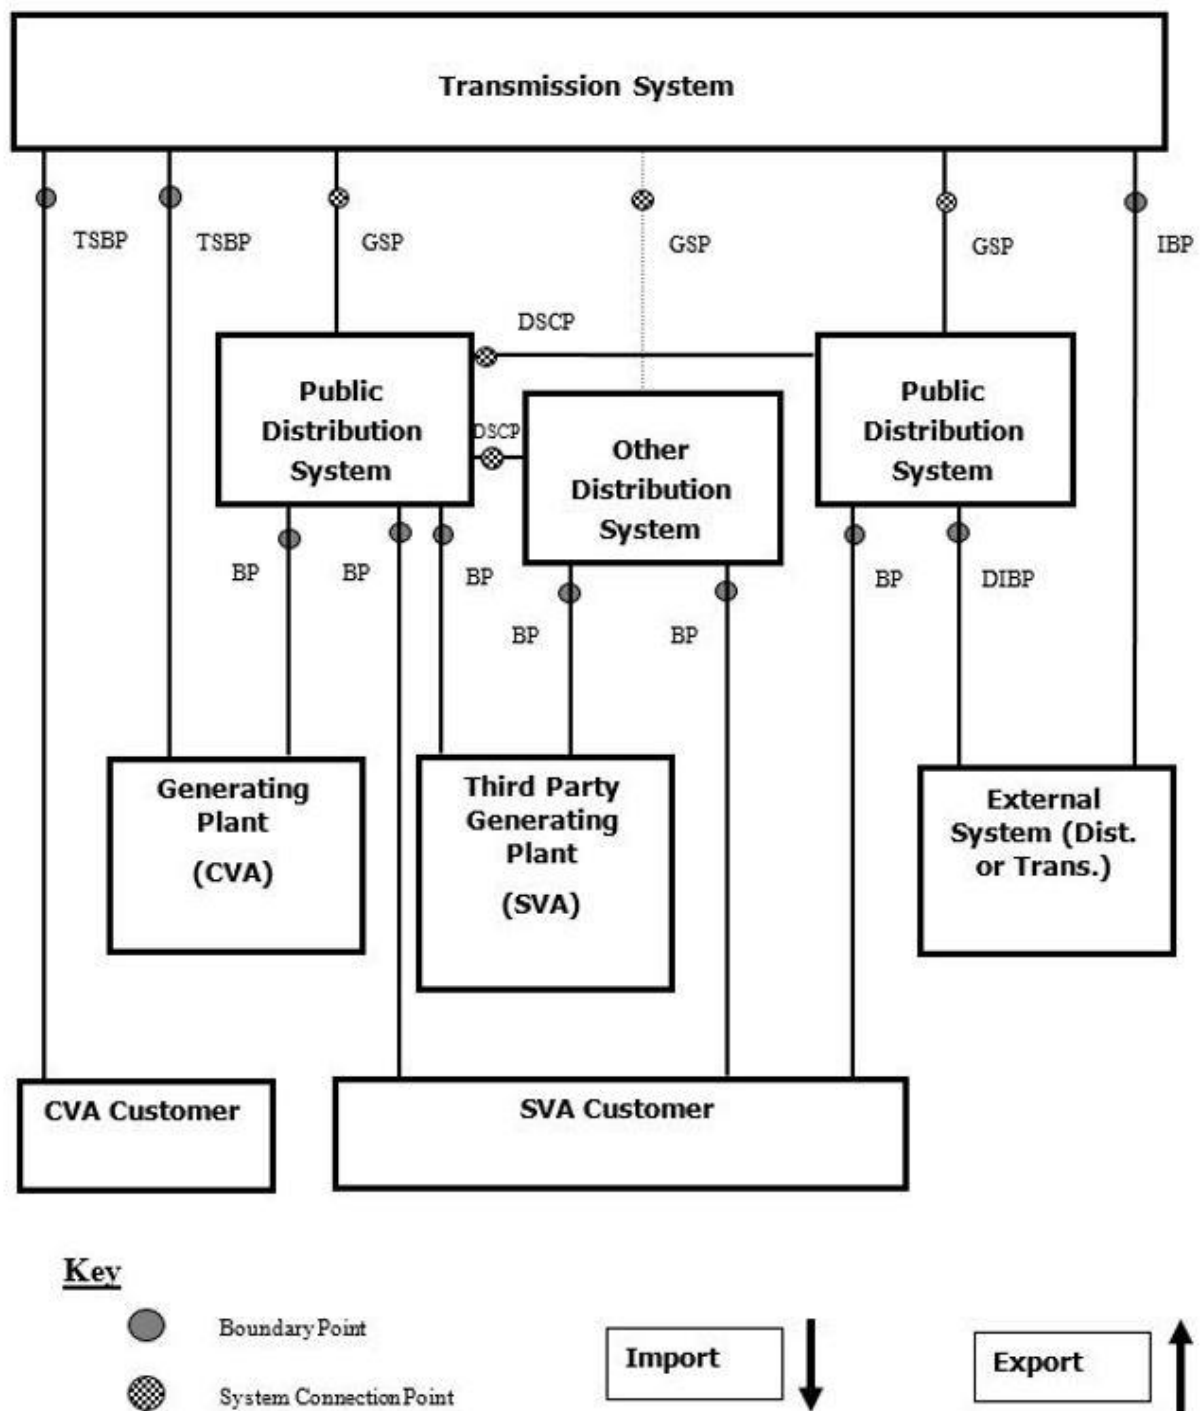 Transmission System
TSBP
TSBP
GSP
GSP
GSP
IBP
DSCP
Public
Distribution
System
DSCP
Other
Distribution
System
Public
Distribution
System
BP
BP
BP
BP
BP
BP
DIBP
Generating
Plant
(CVA)
Third Party
Generating
Plant
(SVA)
External
System (Dist.
or Trans.)
CVA Customer
SVA Customer
Key
Boundary Point
System Connection Point
Import
Export